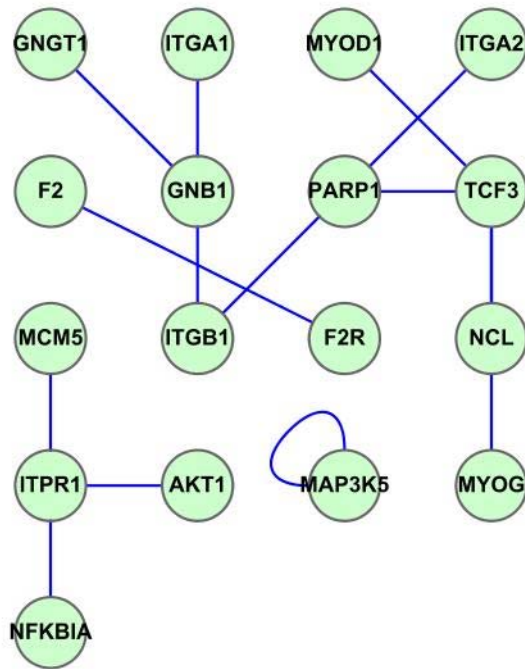 GNGT1 ITGA1 MYOD1 ITGA2
F2 GNB1 PARP1 TCF3
MCM5 ITGB1 F2R NCL
ITPR1 AKT1 MAP3K5 MYOG
NFKBIA